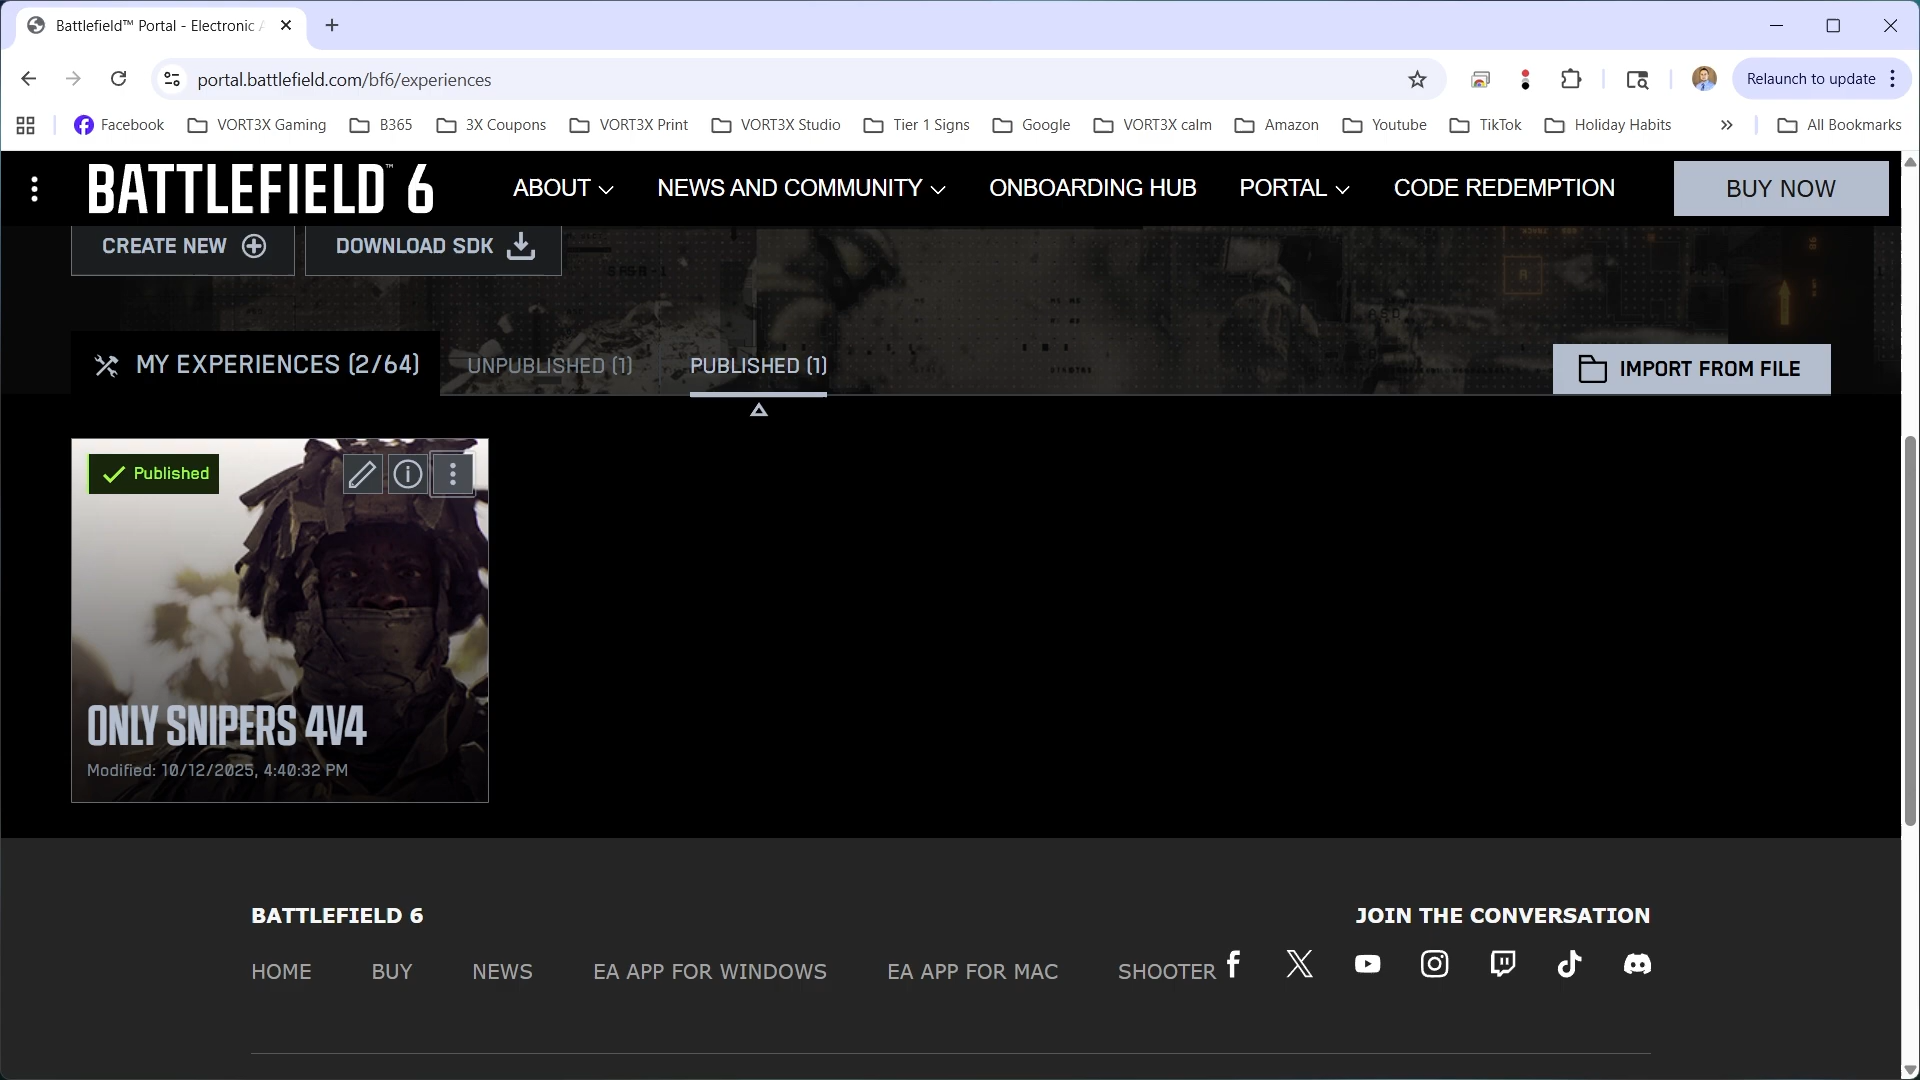 Battlefield™ Portal - Electronic
portal.battlefield.com/bf6/experiences
Relaunch to update
Facebook
VORT3X Gaming
B365
3X Coupons
VORT3X Print
VORT3X Studio
Tier 1 Signs
Google
VORT3X calm
Amazon
Youtube
TikTok
Holiday Habits
All Bookmarks
BATTLEFIELD™ 6
ABOUT
NEWS AND COMMUNITY
ONBOARDING HUB
PORTAL
CODE REDEMPTION
BUY NOW
CREATE NEW
DOWNLOAD SDK
MY EXPERIENCES (2/64)
UNPUBLISHED (1)
PUBLISHED (1)
IMPORT FROM FILE
Published
ONLY SNIPERS 4V4
Modified: 10/12/2025, 4:40:32 PM
BATTLEFIELD 6
JOIN THE CONVERSATION
HOME
BUY
NEWS
EA APP FOR WINDOWS
EA APP FOR MAC
SHOOTER